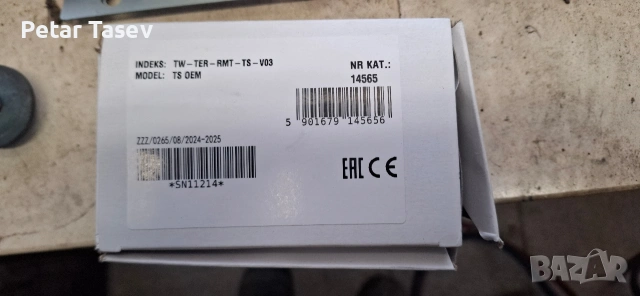 Petar Tasev
INDEKS: TW-TER-RMT-TS-V03
MODEL: TS OEM
NR KAT.:
14565
5 901679 145656
ZZZ/0265/08/2024-2025
*SN11214*
EAC CE
BAZAR